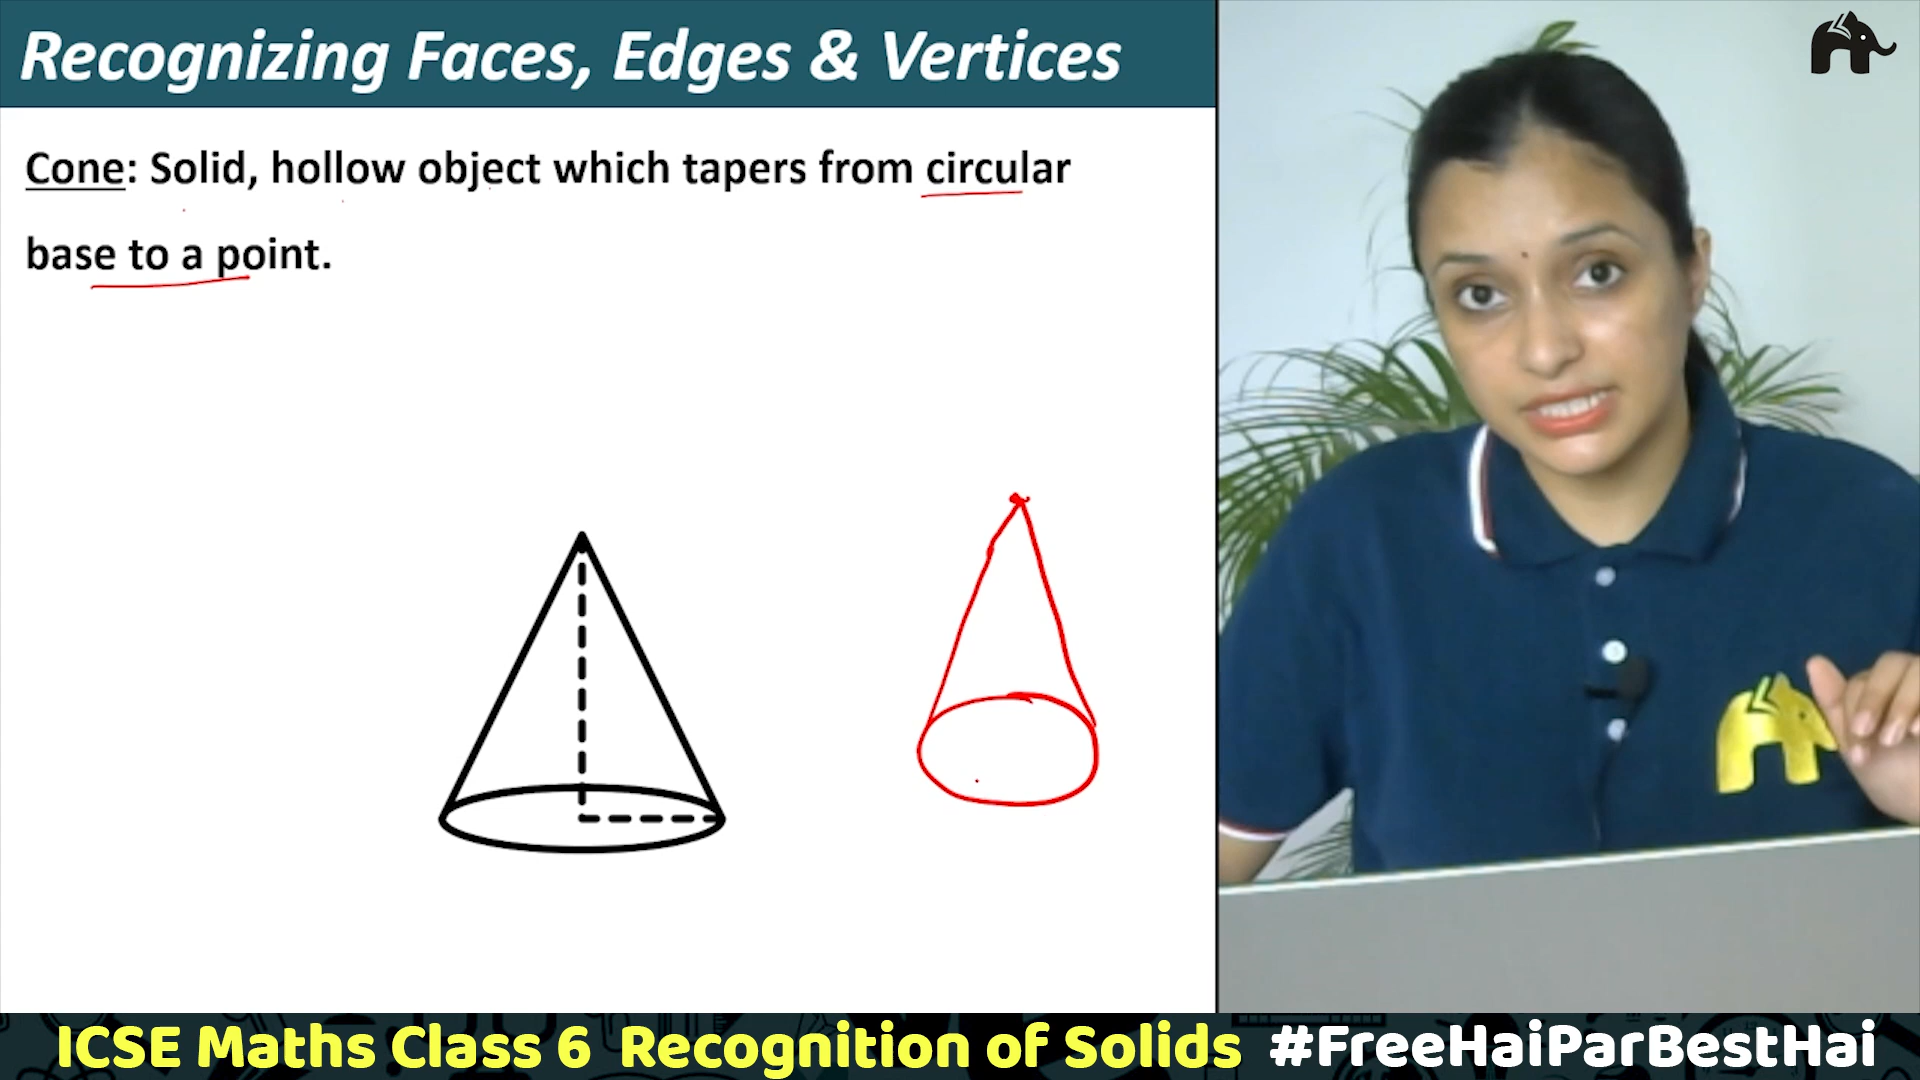 Recognizing Faces, Edges & Vertices
Cone: Solid, hollow object which tapers from circular
base to a point.
ICSE Maths Class 6 Recognition of Solids #FreeHaiParBestHai